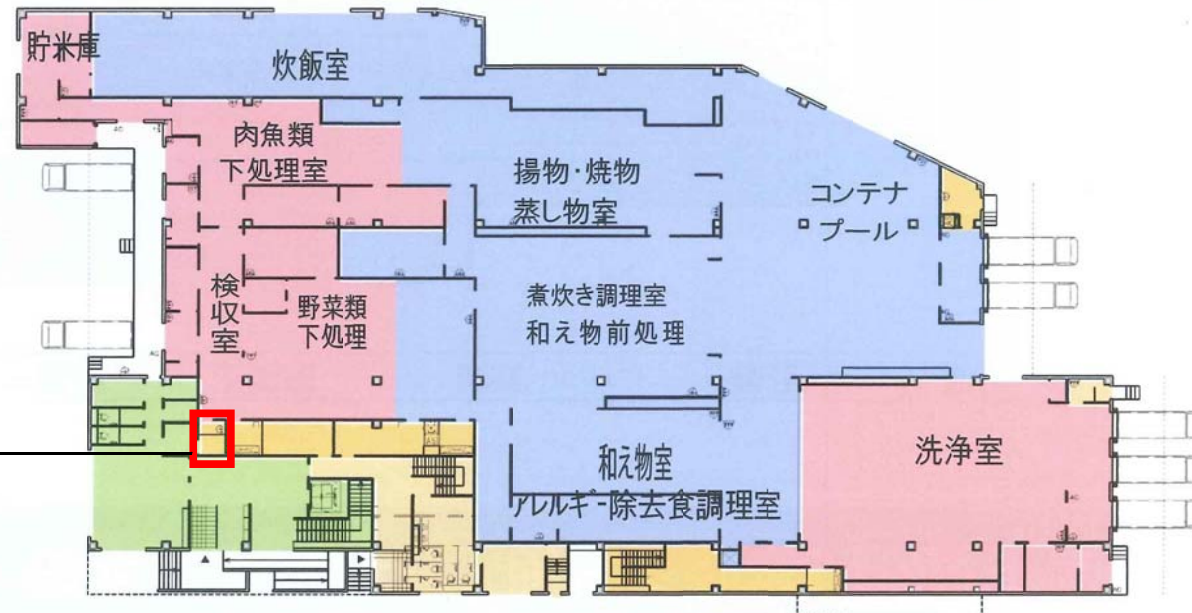 貯米庫
炊飯室
肉魚類
下処理室
揚物・焼物
蒸し物室
コンテナ
プール
検収室
野菜類
下処理
煮炊き調理室
和え物前処理
和え物室
アレルギー除去食調理室
洗浄室